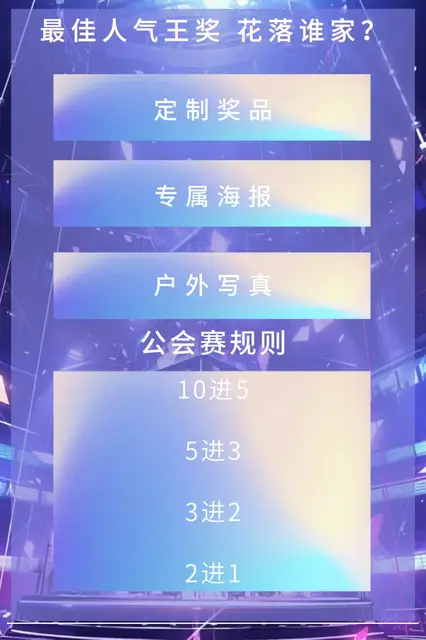 最佳人气王奖 花落谁家？
定制奖品
专属海报
户外写真
公会赛规则
10进5
5进3
3进2
2进1